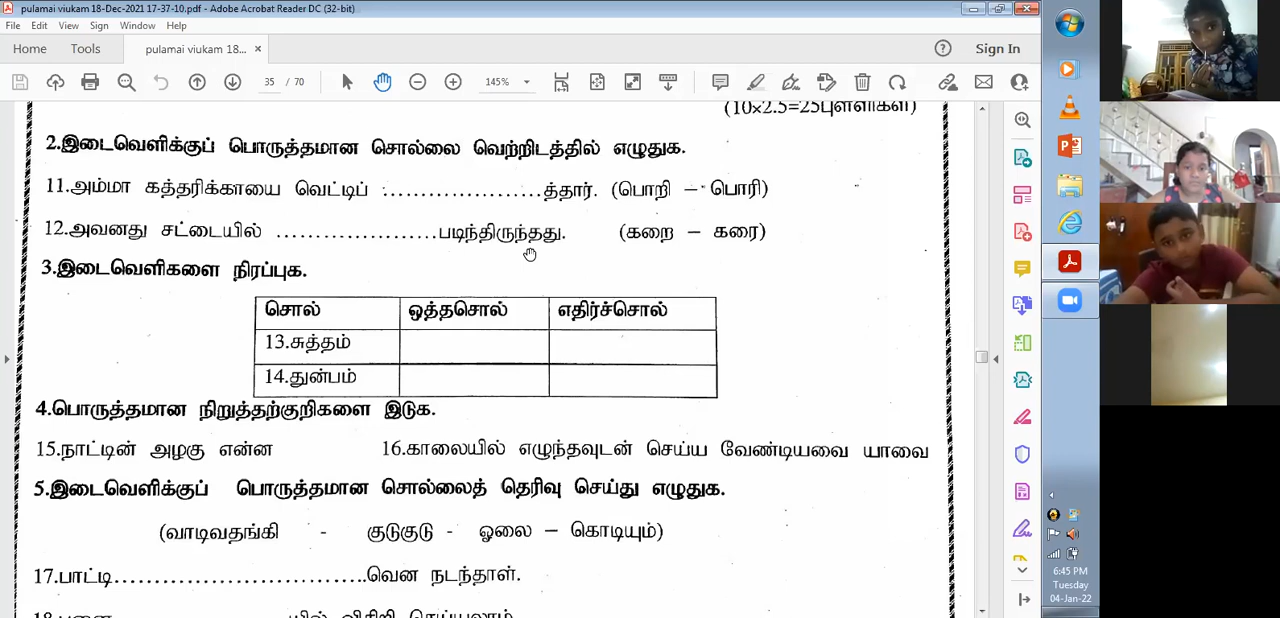 pulamai viukam 18-Dec-2021 17-37-10.pdf - Adobe Acrobat Reader DC (32-bit)
File Edit View Sign Window Help
Home Tools pulamai viukam 18... × Sign In
35 / 70 145%
(10×2.5=25புள்ளிகள்)
2.இடைவெளிக்குப் பொருத்தமான சொல்லை வெற்றிடத்தில் எழுதுக.
11.அம்மா கத்தரிக்காயை வெட்டிப் ......................த்தார். (பொறி – பொரி)
12.அவனது சட்டையில் ......................படிந்திருந்தது. (கறை – கரை)
3.இடைவெளிகளை நிரப்புக.
சொல் ஒத்தசொல் எதிர்ச்சொல்
13.சுத்தம்
14.துன்பம்
4.பொருத்தமான நிறுத்தற்குறிகளை இடுக.
15.நாட்டின் அழகு என்ன 16.காலையில் எழுந்தவுடன் செய்ய வேண்டியவை யாவை
5.இடைவெளிக்குப் பொருத்தமான சொல்லைத் தெரிவு செய்து எழுதுக.
(வாடிவதங்கி - குடுகுடு - ஓலை – கொடியும்)
17.பாட்டி..............................வென நடந்தாள்.
6:45 PM
Tuesday
04-Jan-22